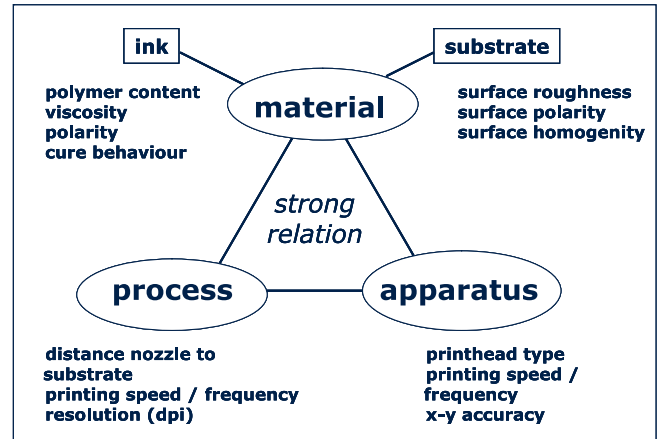 ink
substrate
polymer content
viscosity
polarity
cure behaviour
material
surface roughness
surface polarity
surface homogenity
strong
relation
process
apparatus
distance nozzle to
substrate
printing speed / frequency
resolution (dpi)
printhead type
printing speed /
frequency
x-y accuracy